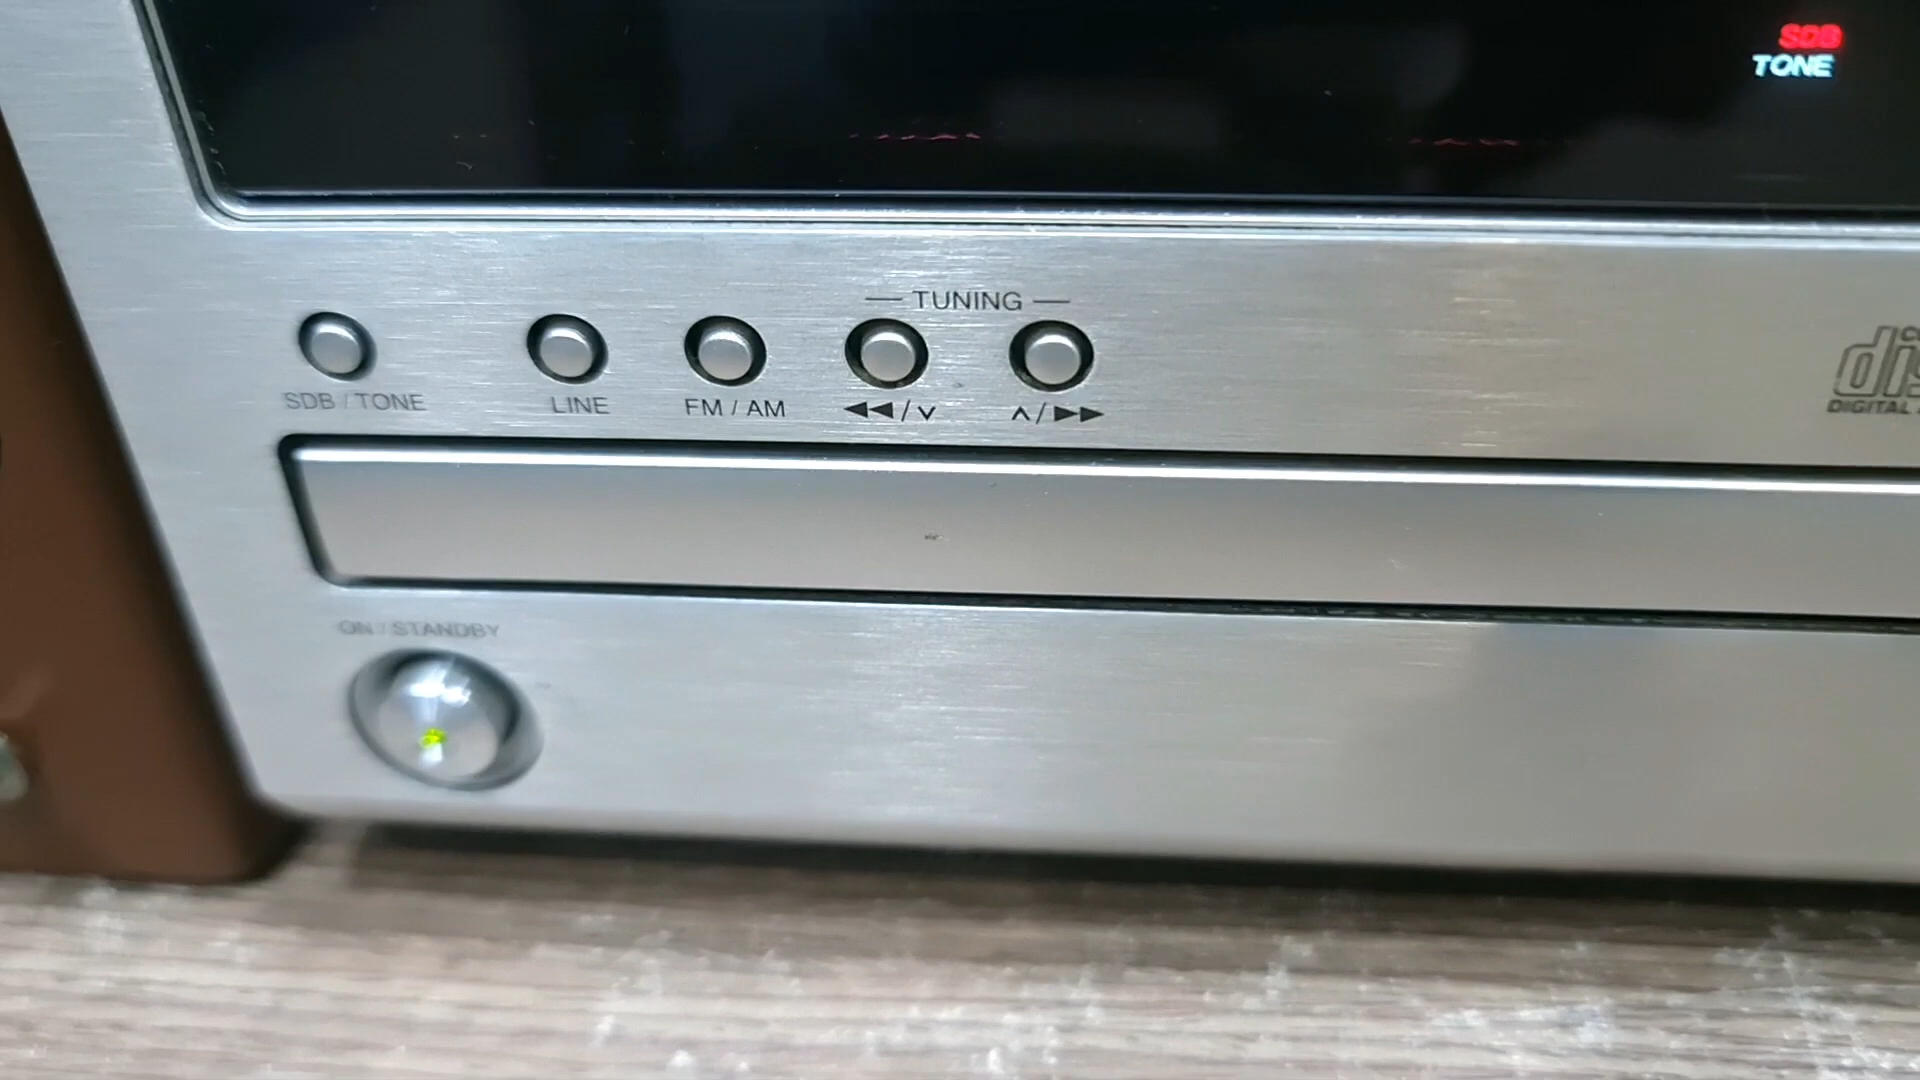 SDB
TONE
TUNING
SDB / TONE
LINE
FM / AM
◀◀ / ∨
∧ / ▶▶
DIGITAL
ON / STANDBY